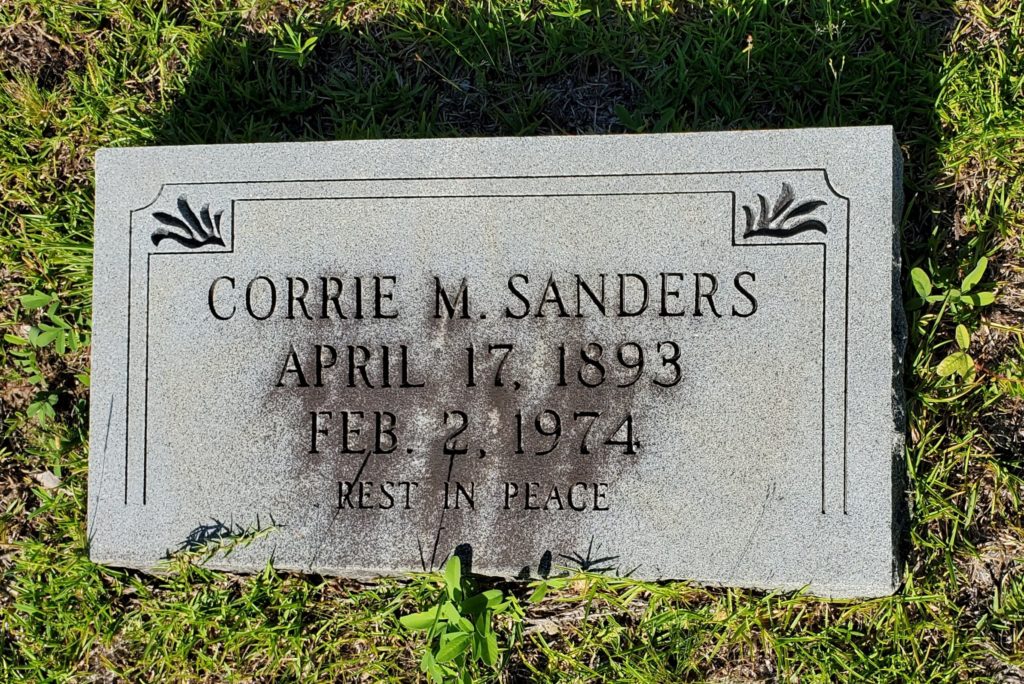 CORRIE M. SANDERS
APRIL 17, 1893
FEB. 2, 1974
REST IN PEACE